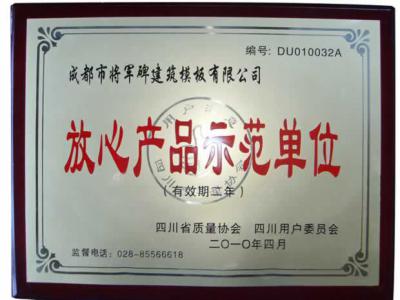 编号: DU010032A
成都市将军碑建筑模板有限公司
放心产品示范单位
(有效期二年)
四川省质量协会 四川用户委员会
二〇一〇年四月
监督电话: 028-85566618